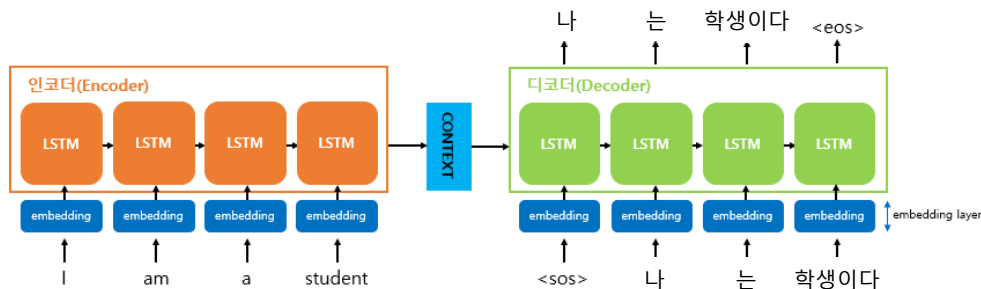 나 는 학생이다 <eos>
인코더(Encoder)
디코더(Decoder)
LSTM LSTM LSTM LSTM
CONTEXT
LSTM LSTM LSTM LSTM
embedding embedding embedding embedding
embedding embedding embedding embedding
embedding layer
I am a student
<sos> 나 는 학생이다